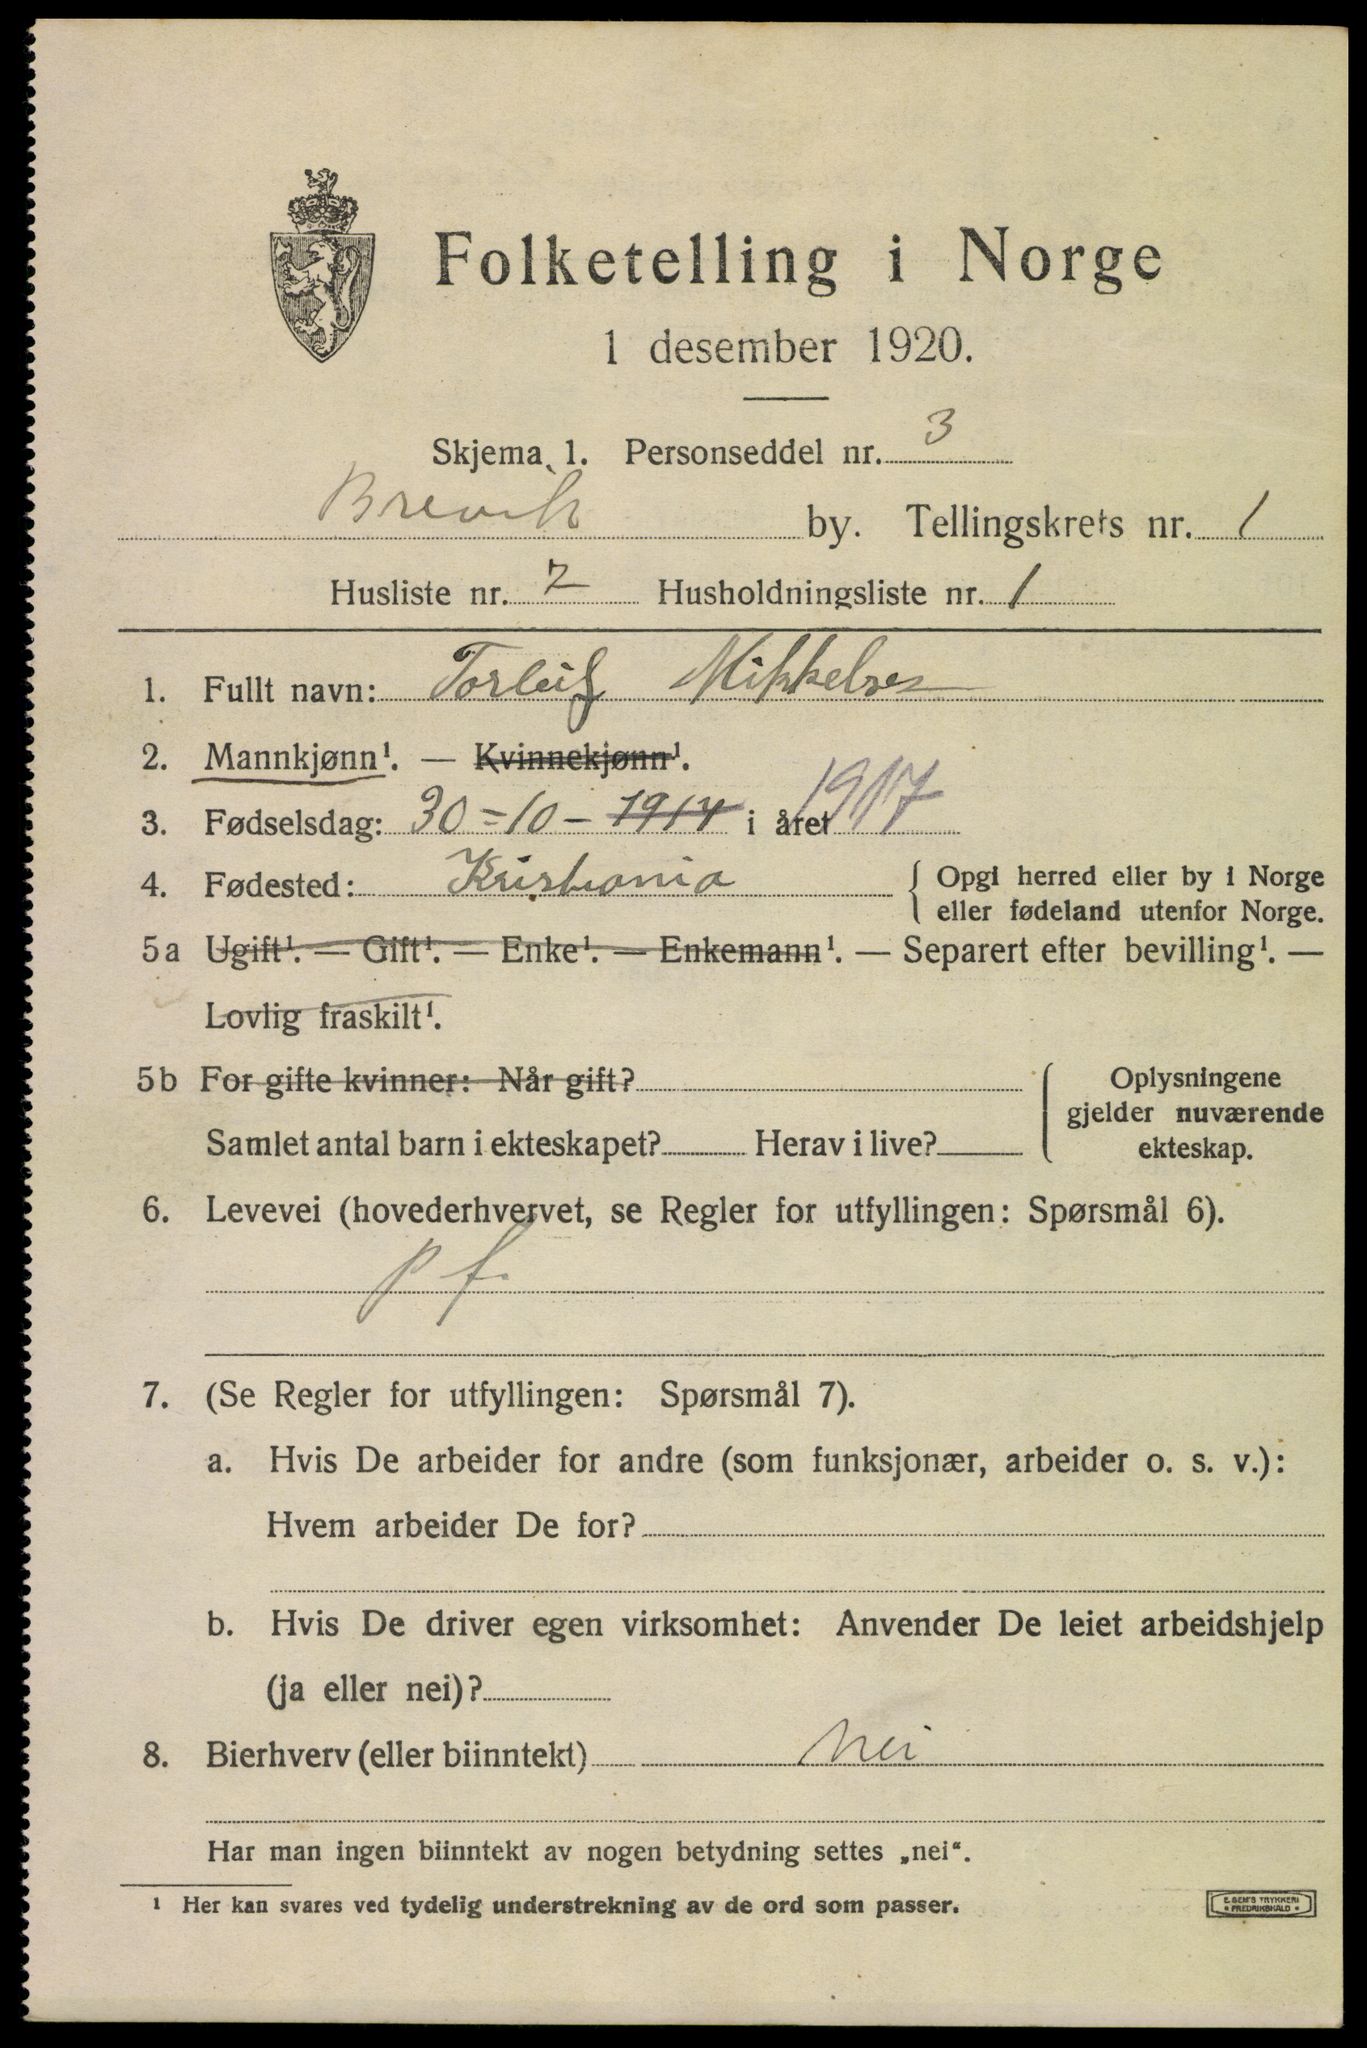 Folketelling i Norge
1 desember 1920.
Skjema 1. Personseddel nr. 3
Brevik by. Tellingskrets nr. 1
Husliste nr. 7 Husholdningsliste nr. 1
1. Fullt navn: Torleif Mikkelsen
2. Mannkjønn¹. — Kvinnekjønn¹.
3. Fødselsdag: 30=10 - 1914 i året 1917
4. Fødested: Kristiania { Opgi herred eller by i Norge
eller fødeland utenfor Norge.
5a Ugift¹. — Gift¹. — Enke¹. — Enkemann¹. — Separert efter bevilling¹. —
Lovlig fraskilt¹.
5b For gifte kvinner: Når gift? { Oplysningene
gjelder nuværende
Samlet antal barn i ekteskapet? Herav i live? ekteskap.
6. Levevei (hovederhvervet, se Regler for utfyllingen: Spørsmål 6).
p f.
7. (Se Regler for utfyllingen: Spørsmål 7).
a. Hvis De arbeider for andre (som funksjonær, arbeider o. s. v.):
Hvem arbeider De for?
b. Hvis De driver egen virksomhet: Anvender De leiet arbeidshjelp
(ja eller nei)?
8. Bierhverv (eller biinntekt) Nei
Har man ingen biinntekt av nogen betydning settes „nei“.
¹ Her kan svares ved tydelig understrekning av de ord som passer.
E. SEM'S TRYKKERI
FREDRIKSHALD